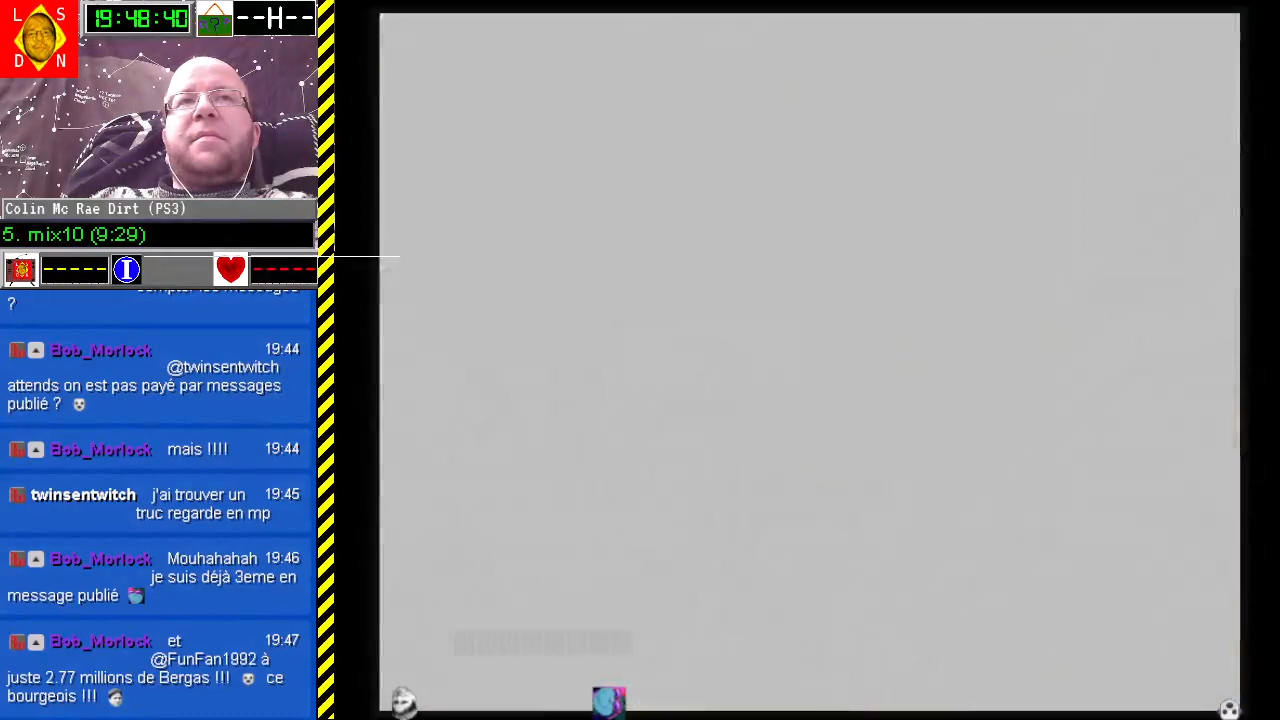 L S
D N
19:48:40
?
--H--
Colin Mc Rae Dirt (PS3)
5. mix10 (9:29)
-----
I
-----
?
Bob_Morlock 19:44
@twinsentwitch
attends on est pas payé par messages
publié ?
Bob_Morlock mais !!!! 19:44
twinsentwitch j'ai trouver un 19:45
truc regarde en mp
Bob_Morlock Mouhahahah 19:46
je suis déjà 3eme en
message publié
Bob_Morlock et 19:47
@FunFan1992 à
juste 2.77 millions de Bergas !!! ce
bourgeois !!!